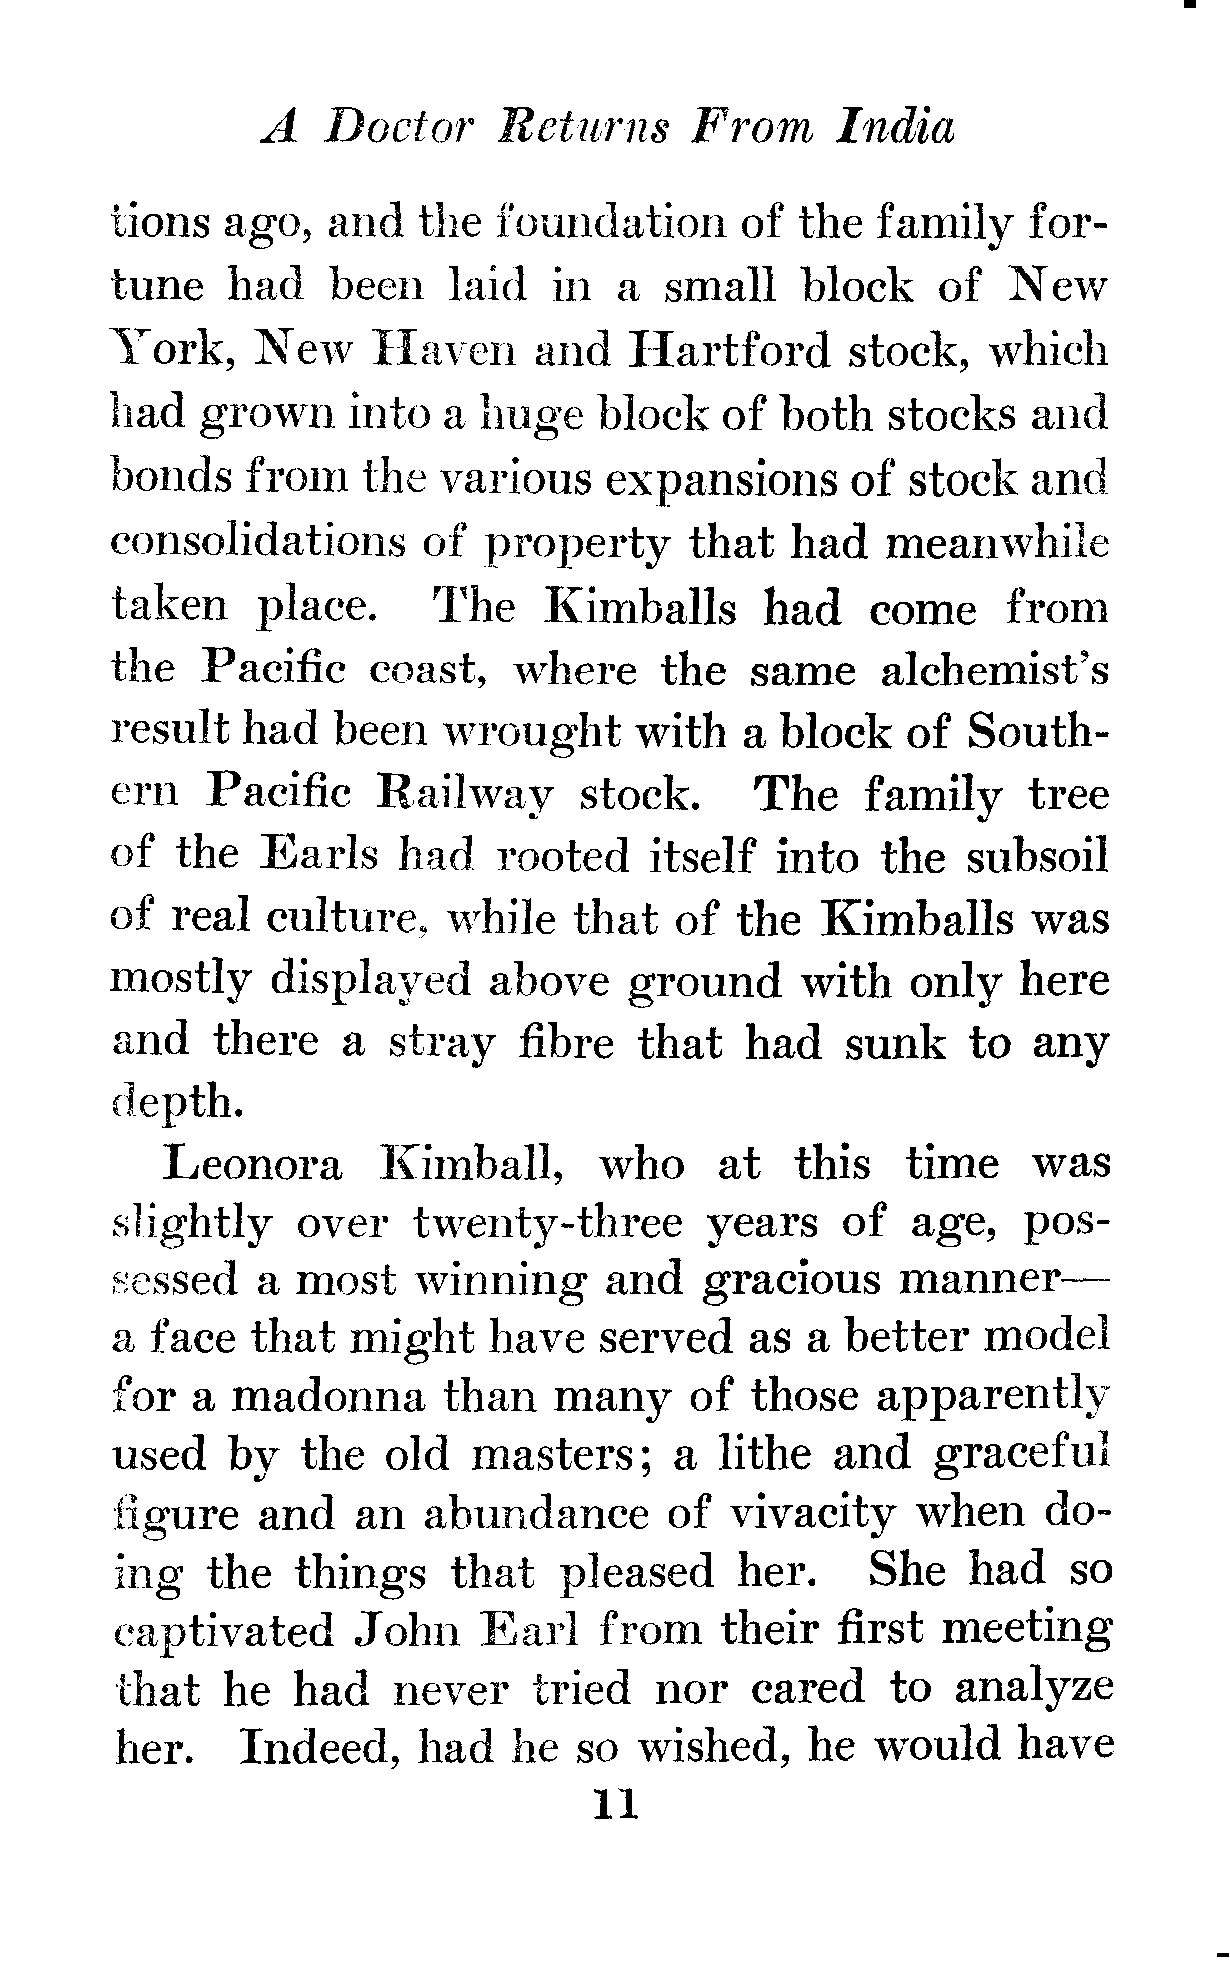 A Doctor Returns From India
tions ago, and the foundation of the family for-
tune had been laid in a small block of New
York, New Haven and Hartford stock, which
had grown into a huge block of both stocks and
bonds from the various expansions of stock and
consolidations of property that had meanwhile
taken place. The Kimballs had come from
the Pacific coast, where the same alchemist's
result had been wrought with a block of South-
ern Pacific Railway stock. The family tree
of the Earls had rooted itself into the subsoil
of real culture, while that of the Kimballs was
mostly displayed above ground with only here
and there a stray fibre that had sunk to any
depth.
Leonora Kimball, who at this time was
slightly over twenty-three years of age, pos-
sessed a most winning and gracious manner—
a face that might have served as a better model
for a madonna than many of those apparently
used by the old masters; a lithe and graceful
figure and an abundance of vivacity when do-
ing the things that pleased her. She had so
captivated John Earl from their first meeting
that he had never tried nor cared to analyze
her. Indeed, had he so wished, he would have
11